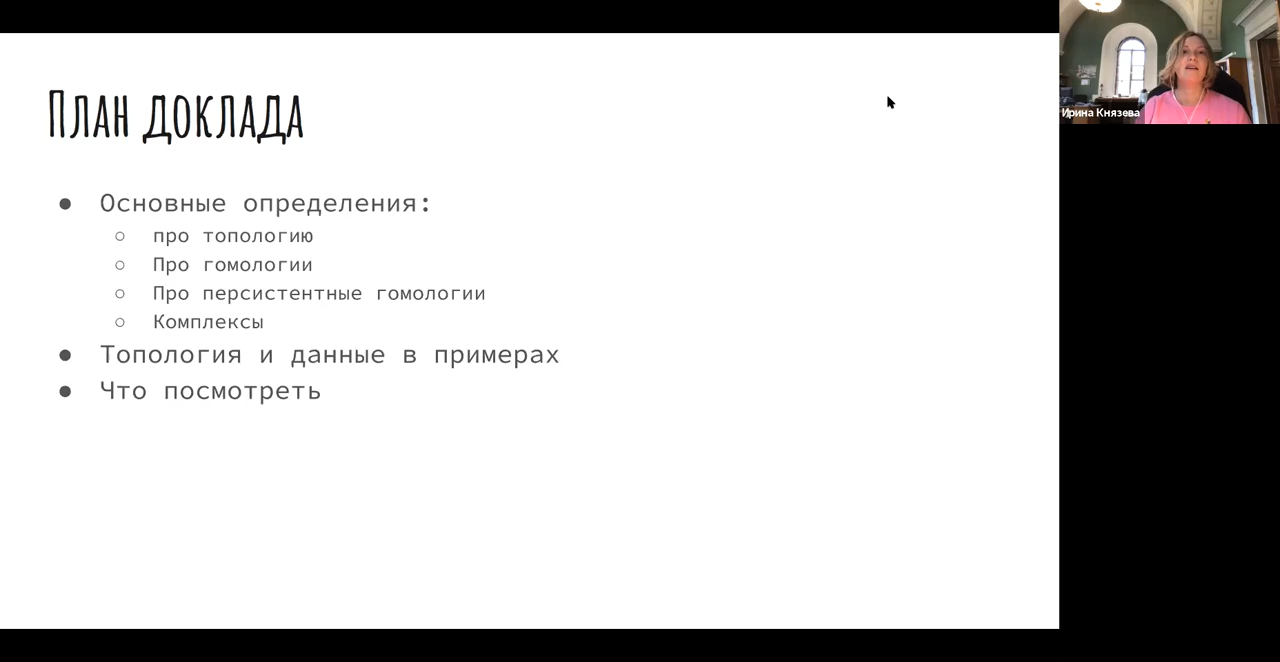 План доклада
Ирина Князева
● Основные определения:
○ про топологию
○ Про гомологии
○ Про персистентные гомологии
○ Комплексы
● Топология и данные в примерах
● Что посмотреть